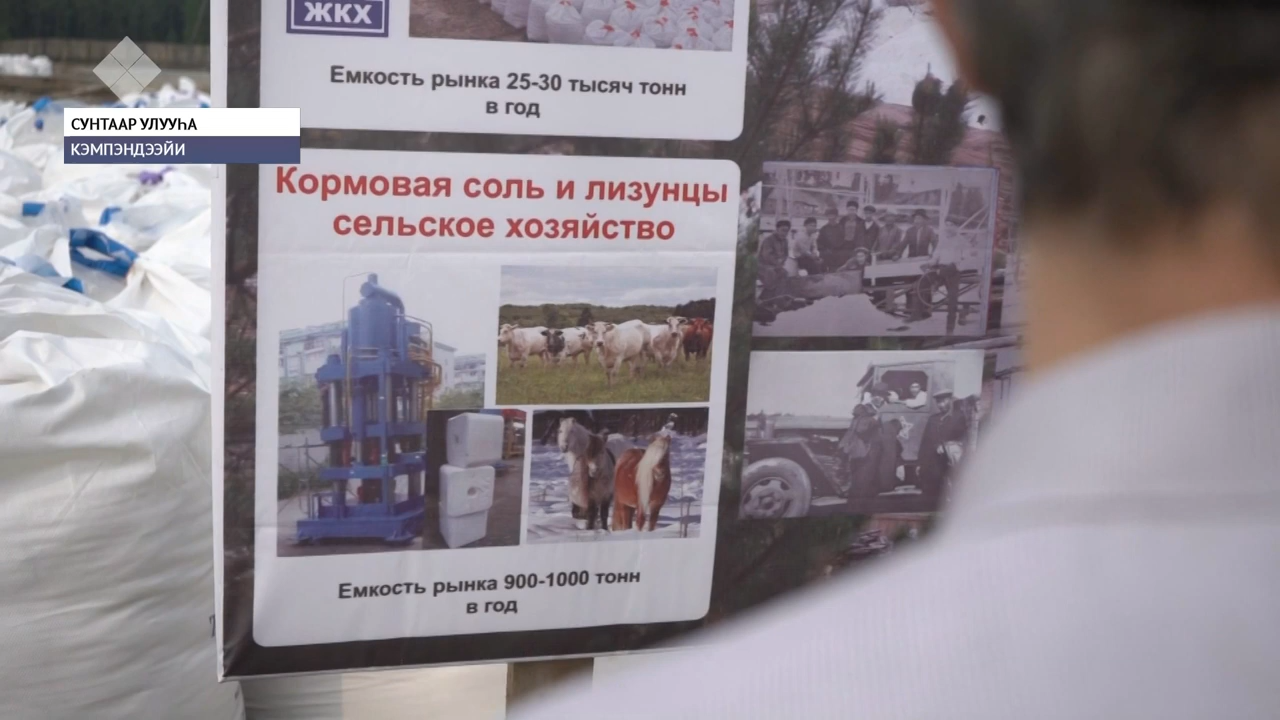 ЖКХ
Емкость рынка 25-30 тысяч тонн
в год
СУНТААР УЛУУҺА
КЭМПЭНДЭЭЙИ
Кормовая соль и лизунцы
сельское хозяйство
Емкость рынка 900-1000 тонн
в год